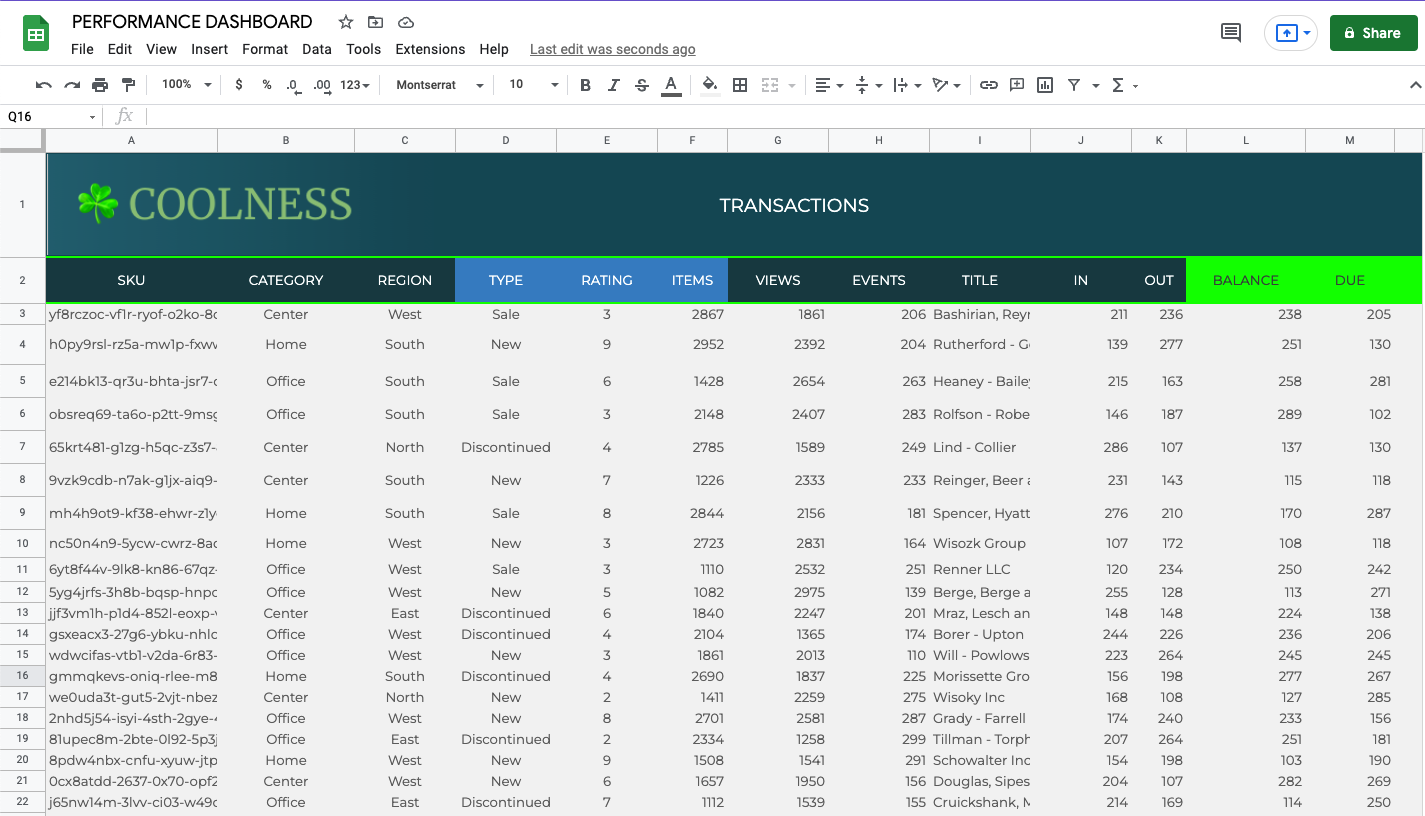 PERFORMANCE DASHBOARD
File Edit View Insert Format Data Tools Extensions Help Last edit was seconds ago
Share
100% $ % .0 .00 123 Montserrat 10 B I S A
Q16 fx
A B C D E F G H I J K L M
1 COOLNESS TRANSACTIONS
2 SKU CATEGORY REGION TYPE RATING ITEMS VIEWS EVENTS TITLE IN OUT BALANCE DUE
3 yf8rczoc-vf1r-ryof-o2ko-8 Center West Sale 3 2867 1861 206 Bashirian, Reyr 211 236 238 205
4 h0py9rsl-rz5a-mw1p-fxw Home South New 9 2952 2392 204 Rutherford - G 139 277 251 130
5 e214bk13-qr3u-bhta-jsr7- Office South Sale 6 1428 2654 263 Heaney - Bailey 215 163 258 281
6 obsreq69-ta6o-p2tt-9msg Office South Sale 3 2148 2407 283 Rolfson - Robe 146 187 289 102
7 65krt481-g1zg-h5qc-z3s7- Center North Discontinued 4 2785 1589 249 Lind - Collier 286 107 137 130
8 9vzk9cdb-n7ak-g1jx-aiq9- Center South New 7 1226 2333 233 Reinger, Beer 231 143 115 118
9 mh4h9ot9-kf38-ehwr-z1y Home South Sale 8 2844 2156 181 Spencer, Hyatt 276 210 170 287
10 nc50n4n9-5ycw-cwrz-8a Home West New 3 2723 2831 164 Wisozk Group 107 172 108 118
11 6yt8f44v-9lk8-kn86-67qz- Office West Sale 3 1110 2532 251 Renner LLC 120 234 250 242
12 5yg4jrfs-3h8b-bqsp-hnp Office West New 5 1082 2975 139 Berge, Berge a 255 128 113 271
13 jjf3vm1h-p1d4-852l-eoxp- Center East Discontinued 6 1840 2247 201 Mraz, Lesch an 148 148 224 138
14 gsxeacx3-27g6-ybku-nhl Office West Discontinued 4 2104 1365 174 Borer - Upton 244 226 236 206
15 wdwcifas-vtb1-v2da-6r83- Office West New 3 1861 2013 110 Will - Powlows 223 264 245 245
16 gmmqkevs-oniq-rlee-m8 Home South Discontinued 4 2690 1837 225 Morissette Gro 156 198 277 267
17 we0uda3t-gut5-2vjt-nbez Center North New 2 1411 2259 275 Wisoky Inc 168 108 127 285
18 2nhd5j54-isyi-4sth-2gye- Office West New 8 2701 2581 287 Grady - Farrell 174 240 233 156
19 81upec8m-2bte-0l92-5p3j Office East Discontinued 2 2334 1258 299 Tillman - Torph 207 264 251 181
20 8pdw4nbx-cnfu-xyuw-jtp Home West New 9 1508 1541 291 Schowalter Inc 154 198 103 190
21 0cx8atdd-2637-0x70-opf2 Center West New 6 1657 1950 156 Douglas, Sipes 204 107 282 269
22 j65nw14m-3lvv-ci03-w49 Office East Discontinued 7 1112 1539 155 Cruickshank, 214 169 114 250